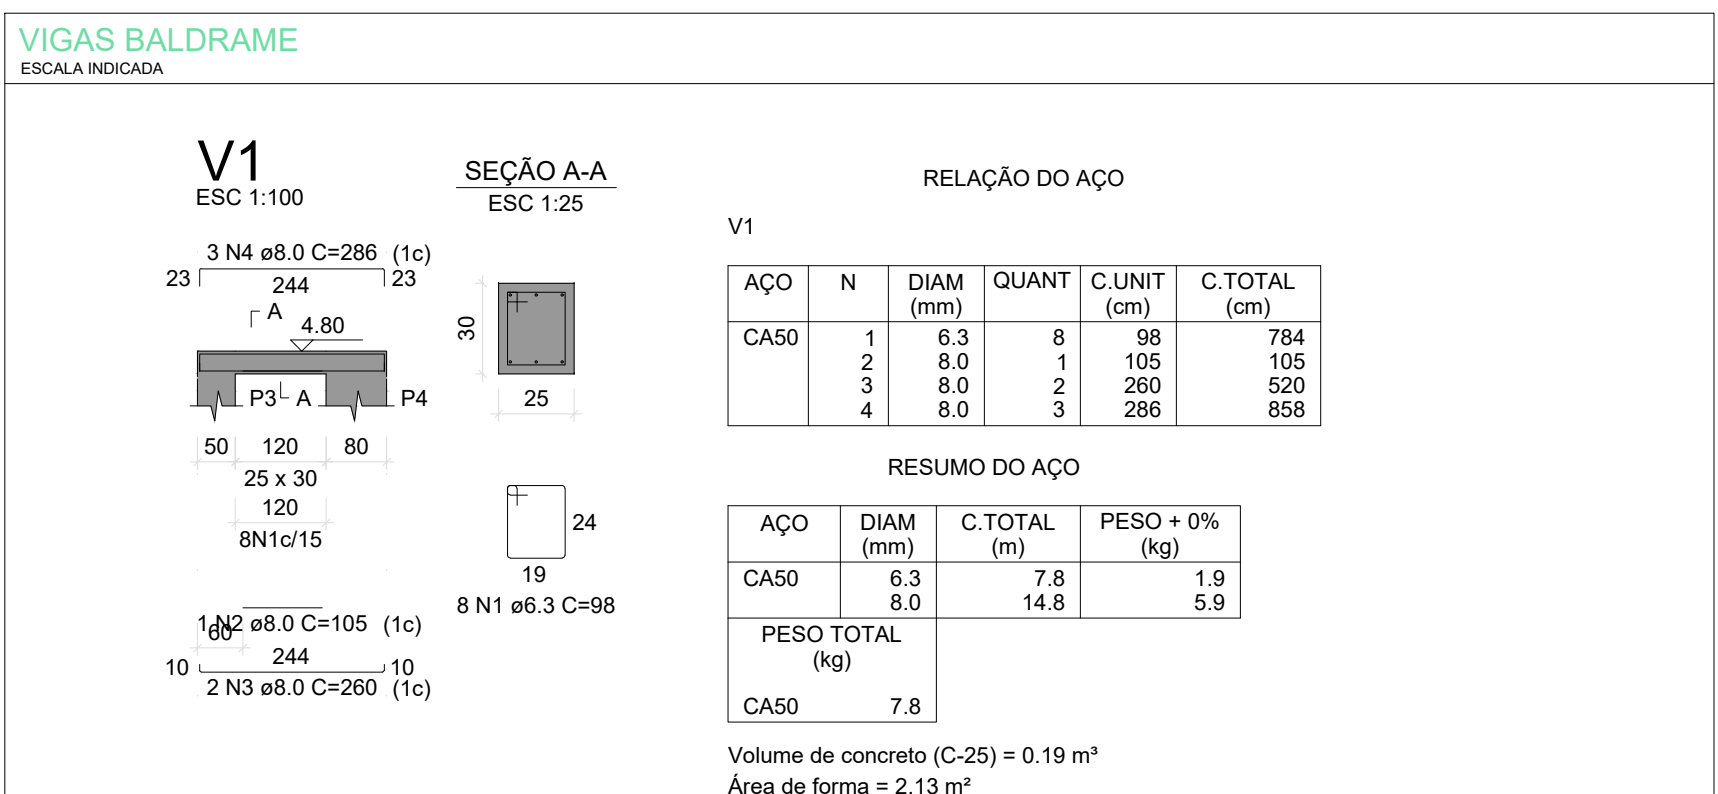 VIGAS BALDRAME
ESCALA INDICADA
V1
ESC 1:100
3 N4 ø8.0 C=286 (1c)
23 244 23
A
4.80
P3 A P4
50 120 80
25 x 30
120
8N1c/15
1 N2 ø8.0 C=105 (1c)
60
244
10 10
2 N3 ø8.0 C=260 (1c)
SEÇÃO A-A
ESC 1:25
30
25
24
19
8 N1 ø6.3 C=98
RELAÇÃO DO AÇO
V1
AÇO N DIAM QUANT C.UNIT C.TOTAL
(mm) (cm) (cm)
CA50 1 6.3 8 98 784
2 8.0 1 105 105
3 8.0 2 260 520
4 8.0 3 286 858
RESUMO DO AÇO
AÇO DIAM C.TOTAL PESO + 0%
(mm) (m) (kg)
CA50 6.3 7.8 1.9
8.0 14.8 5.9
PESO TOTAL
(kg)
CA50 7.8
Volume de concreto (C-25) = 0.19 m³
Área de forma = 2.13 m²